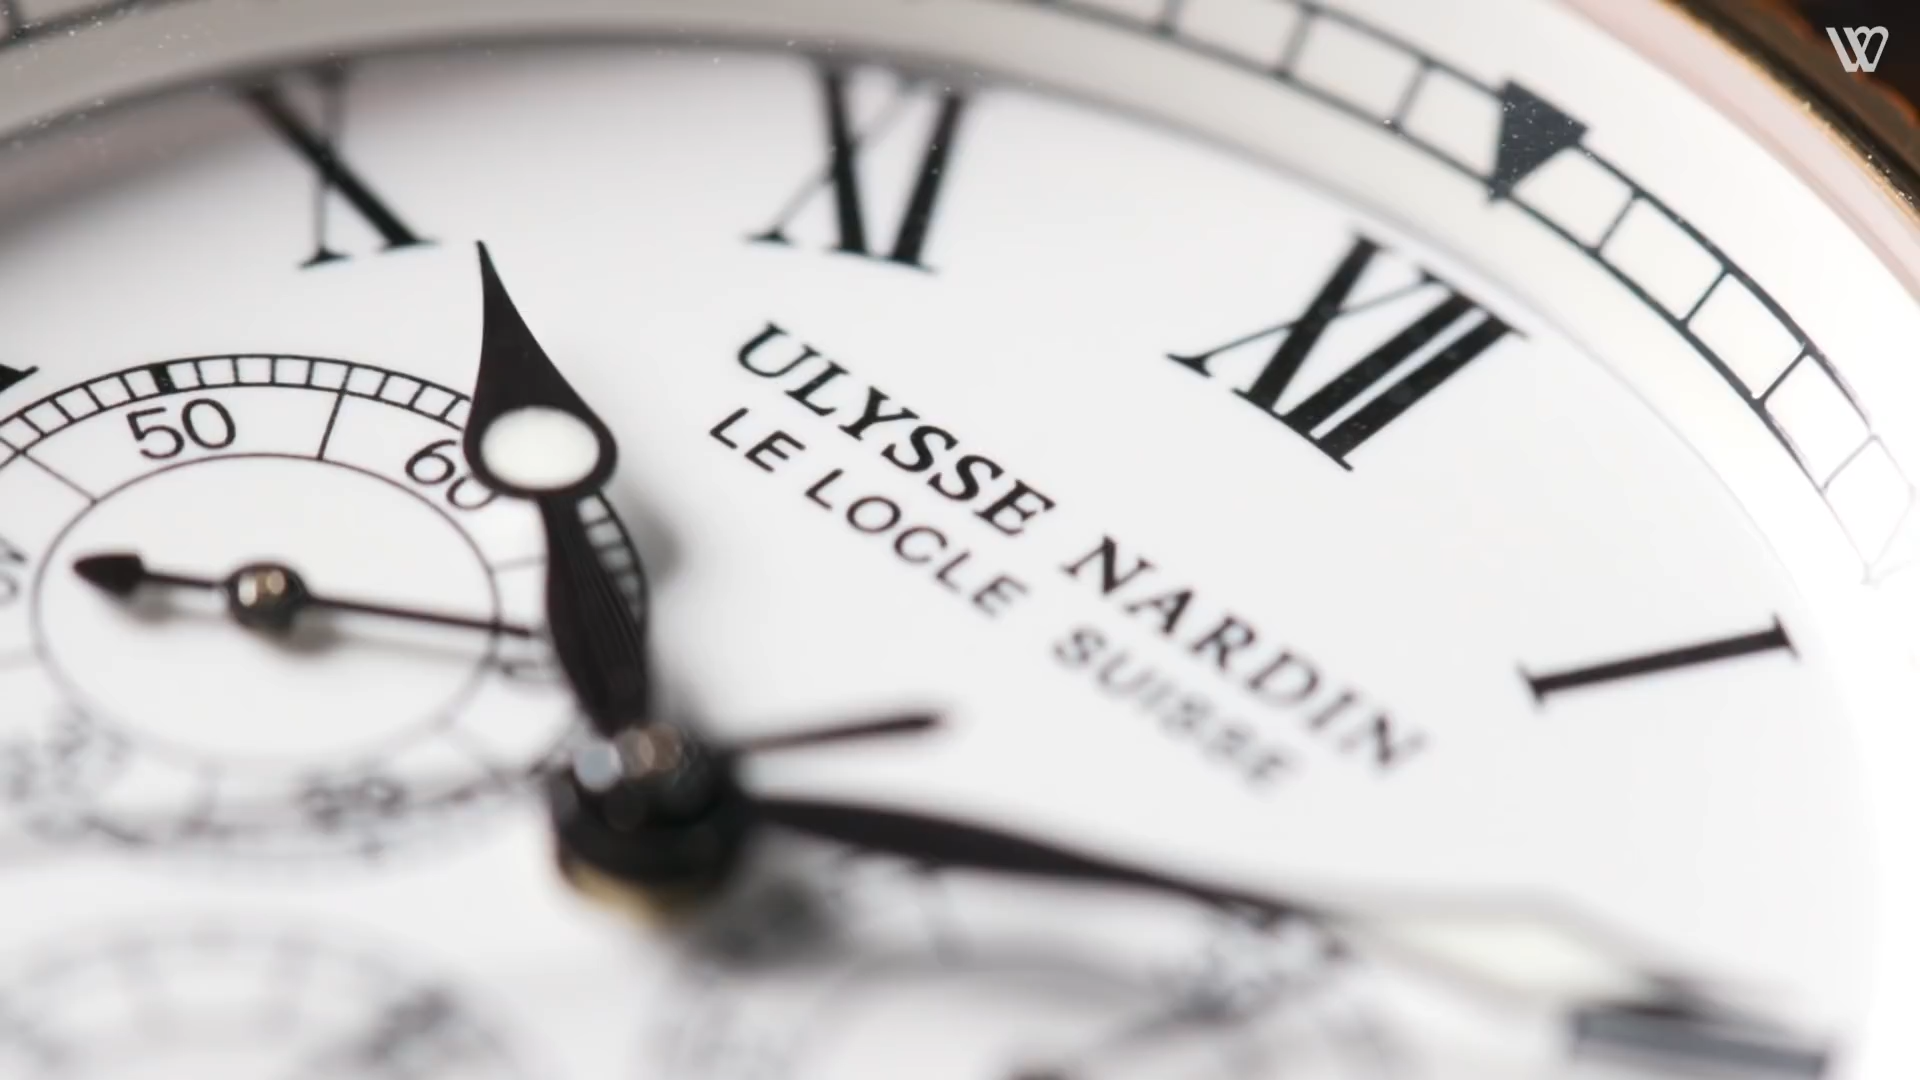 X
XI
XII
I
ULYSSE NARDIN
LE LOCLE SUISSE
50
60